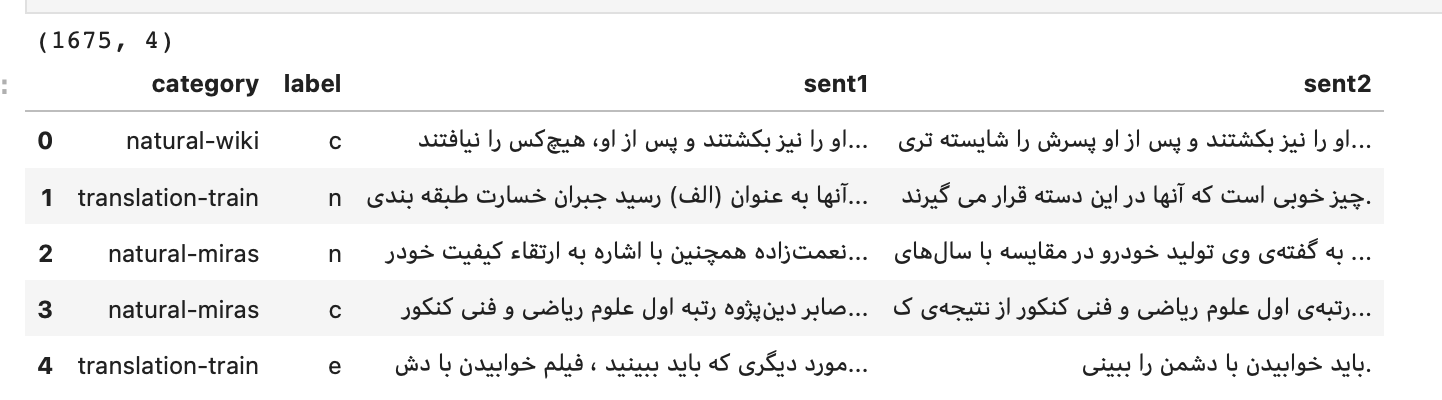 (1675, 4)
category label sent1 sent2
0 natural-wiki c او را نیز بکشتند و پس از او، هیچ‌کس را نیافتند... او را نیز بکشتند و پس از او پسرش را شایسته تری...
1 translation-train n آنها به عنوان (الف) رسید جبران خسارت طبقه بندی... چیز خوبی است که آنها در این دسته قرار می گیرند.
2 natural-miras n نعمت‌زاده همچنین با اشاره به ارتقاء کیفیت خودر... به گفته‌ی وی تولید خودرو در مقایسه با سال‌های ...
3 natural-miras c صابر دین‌پژوه رتبه اول علوم ریاضی و فنی کنکور... رتبه‌ی اول علوم ریاضی و فنی کنکور از نتیجه‌ی ک...
4 translation-train e مورد دیگری که باید ببینید ، فیلم خوابیدن با دش... باید خوابیدن با دشمن را ببینی.